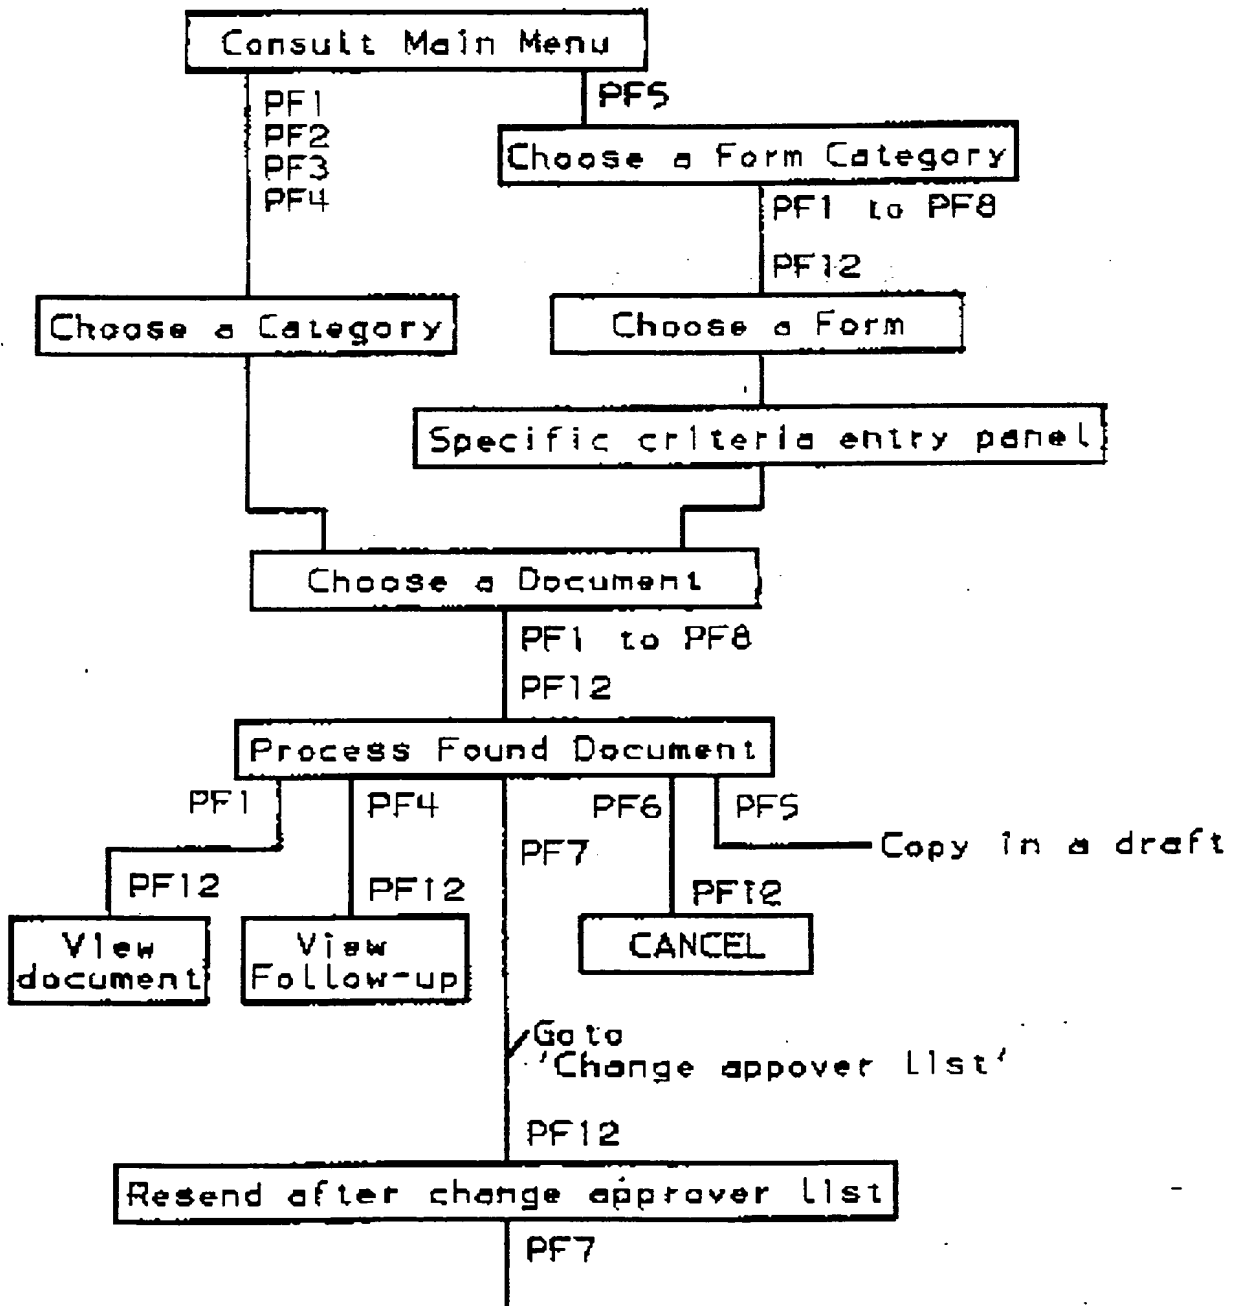 Consult Main Menu
PF1
PF2
PF3
PF4
PF5
Choose a Form Category
PF1 to PF8
PF12
Choose a Category
Choose a Form
Specific criteria entry panel
Choose a Document
PF1 to PF8
PF12
Process Found Document
PF1
PF4
PF7
PF6
PF5
Copy in a draft
PF12
PF12
PF12
View
document
View
Follow-up
CANCEL
Go to
'Change appover list'
PF12
Resend after change approver list
PF7